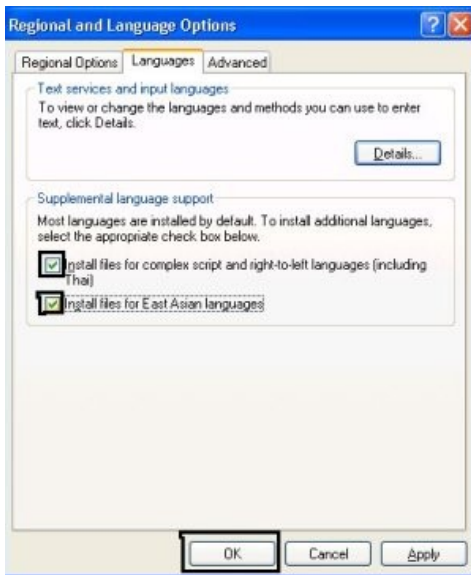 Regional and Language Options
Regional Options
Languages
Advanced
Text services and input languages
To view or change the languages and methods you can use to enter
text, click Details.
Details...
Supplemental language support
Most languages are installed by default. To install additional languages,
select the appropriate check box below.
Install files for complex script and right-to-left languages (including
Thai)
Install files for East Asian languages
OK
Cancel
Apply